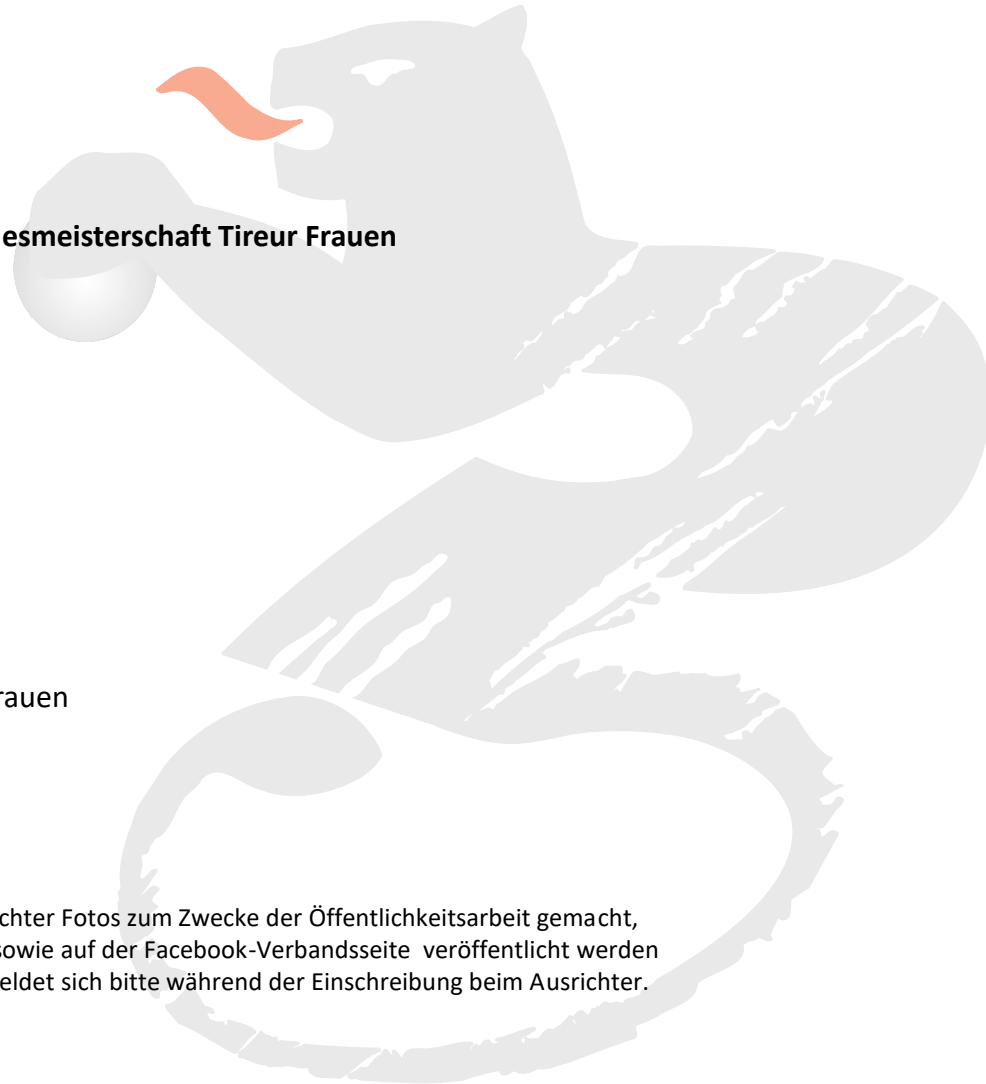 esmeisterschaft Tireur Frauen
rauen
chter Fotos zum Zwecke der Öffentlichkeitsarbeit gemacht,
sowie auf der Facebook-Verbandsseite veröffentlicht werden
eldet sich bitte während der Einschreibung beim Ausrichter.